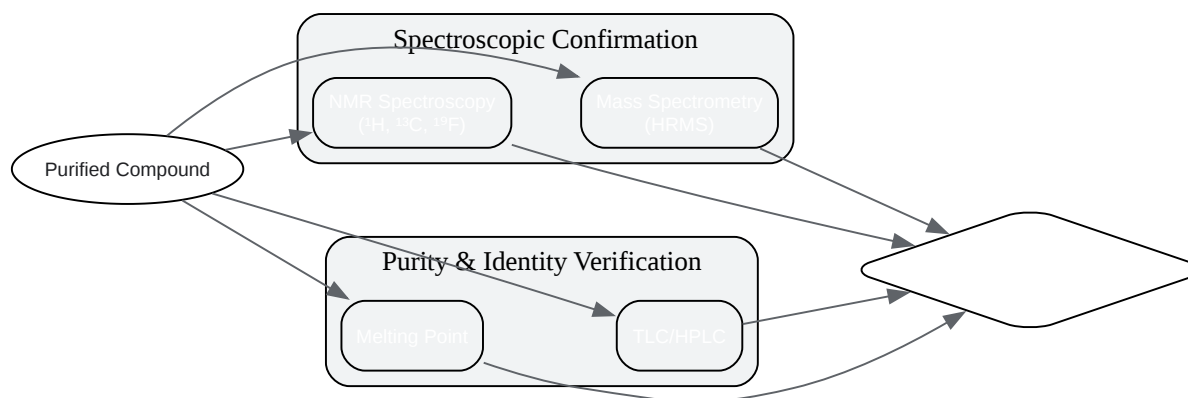 Spectroscopic Confirmation
NMR Spectroscopy
(¹H, ¹³C, ¹⁹F)
Mass Spectrometry
(HRMS)
Purified Compound
Purity & Identity Verification
Melting Point
TLC/HPLC